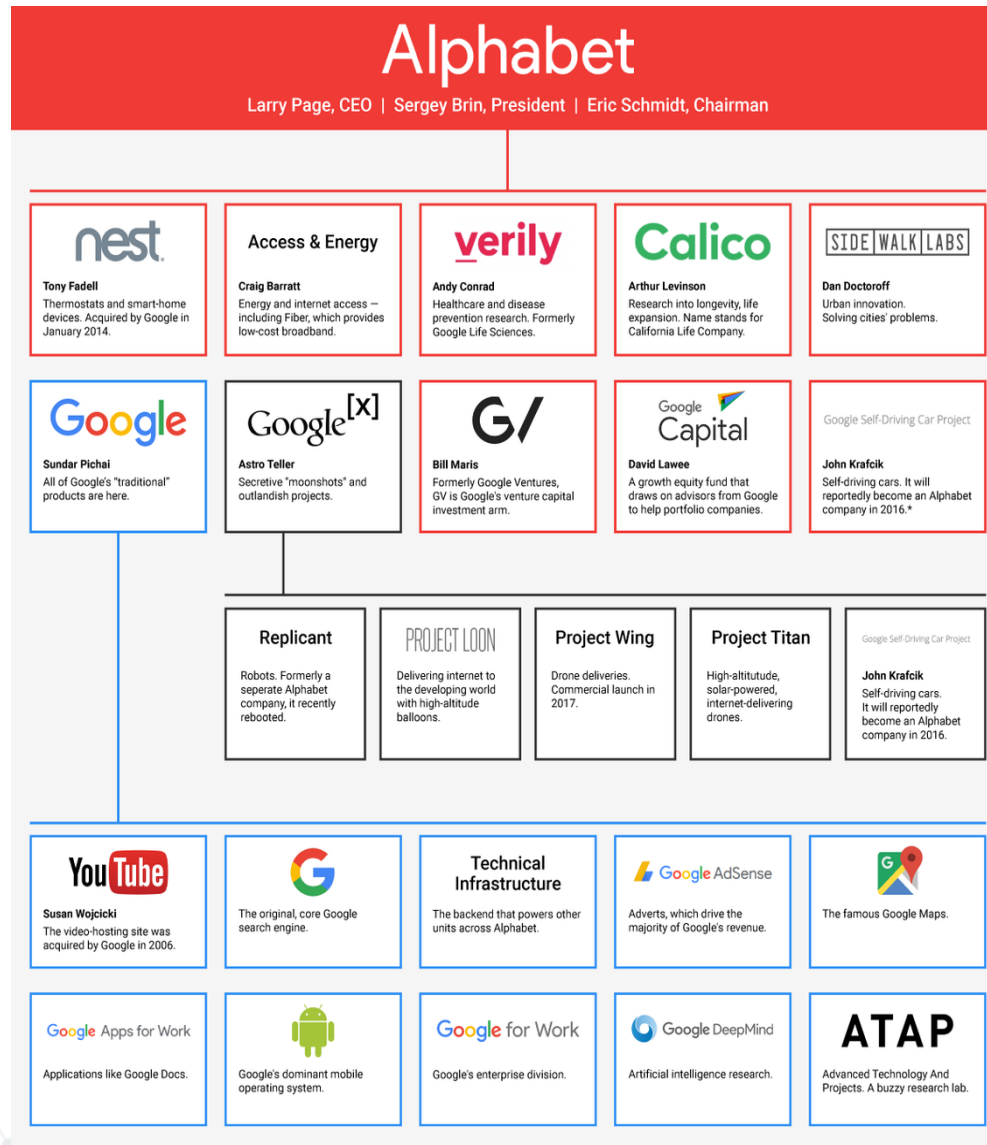 Alphabet
Larry Page, CEO | Sergey Brin, President | Eric Schmidt, Chairman
nest
Tony Fadell
Thermostats and smart-home
devices. Acquired by Google in
January 2014.
Access & Energy
Craig Barratt
Energy and internet access —
including Fiber, which provides
low-cost broadband.
verily
Andy Conrad
Healthcare and disease
prevention research. Formerly
Google Life Sciences.
Calico
Arthur Levinson
Research into longevity, life
expansion. Name stands for
California Life Company.
SIDE WALK LABS
Dan Doctoroff
Urban innovation.
Solving cities' problems.
Google
Sundar Pichai
All of Google's "traditional"
products are here.
Google[x]
Astro Teller
Secretive "moonshots" and
outlandish projects.
G/
Bill Maris
Formerly Google Ventures,
GV is Google's venture capital
investment arm.
Google
Capital
David Lawee
A growth equity fund that
draws on advisors from Google
to help portfolio companies.
Google Self-Driving Car Project
John Krafcik
Self-driving cars. It will
reportedly become an Alphabet
company in 2016.*
Replicant
Robots. Formerly a
seperate Alphabet
company, it recently
rebooted.
PROJECT LOON
Delivering internet to
the developing world
with high-altitude
balloons.
Project Wing
Drone deliveries.
Commercial launch in
2017.
Project Titan
High-altitutude,
solar-powered,
internet-delivering
drones.
Google Self-Driving Car Project
John Krafcik
Self-driving cars.
It will reportedly
become an Alphabet
company in 2016.
YouTube
Susan Wojcicki
The video-hosting site was
acquired by Google in 2006.
G
The original, core Google
search engine.
Technical
Infrastructure
The backend that powers other
units across Alphabet.
Google AdSense
Adverts, which drive the
majority of Google's revenue.
G
The famous Google Maps.
Google Apps for Work
Applications like Google Docs.
Google's dominant mobile
operating system.
Google for Work
Google's enterprise division.
Google DeepMind
Artificial intelligence research.
ATAP
Advanced Technology And
Projects. A buzzy research lab.